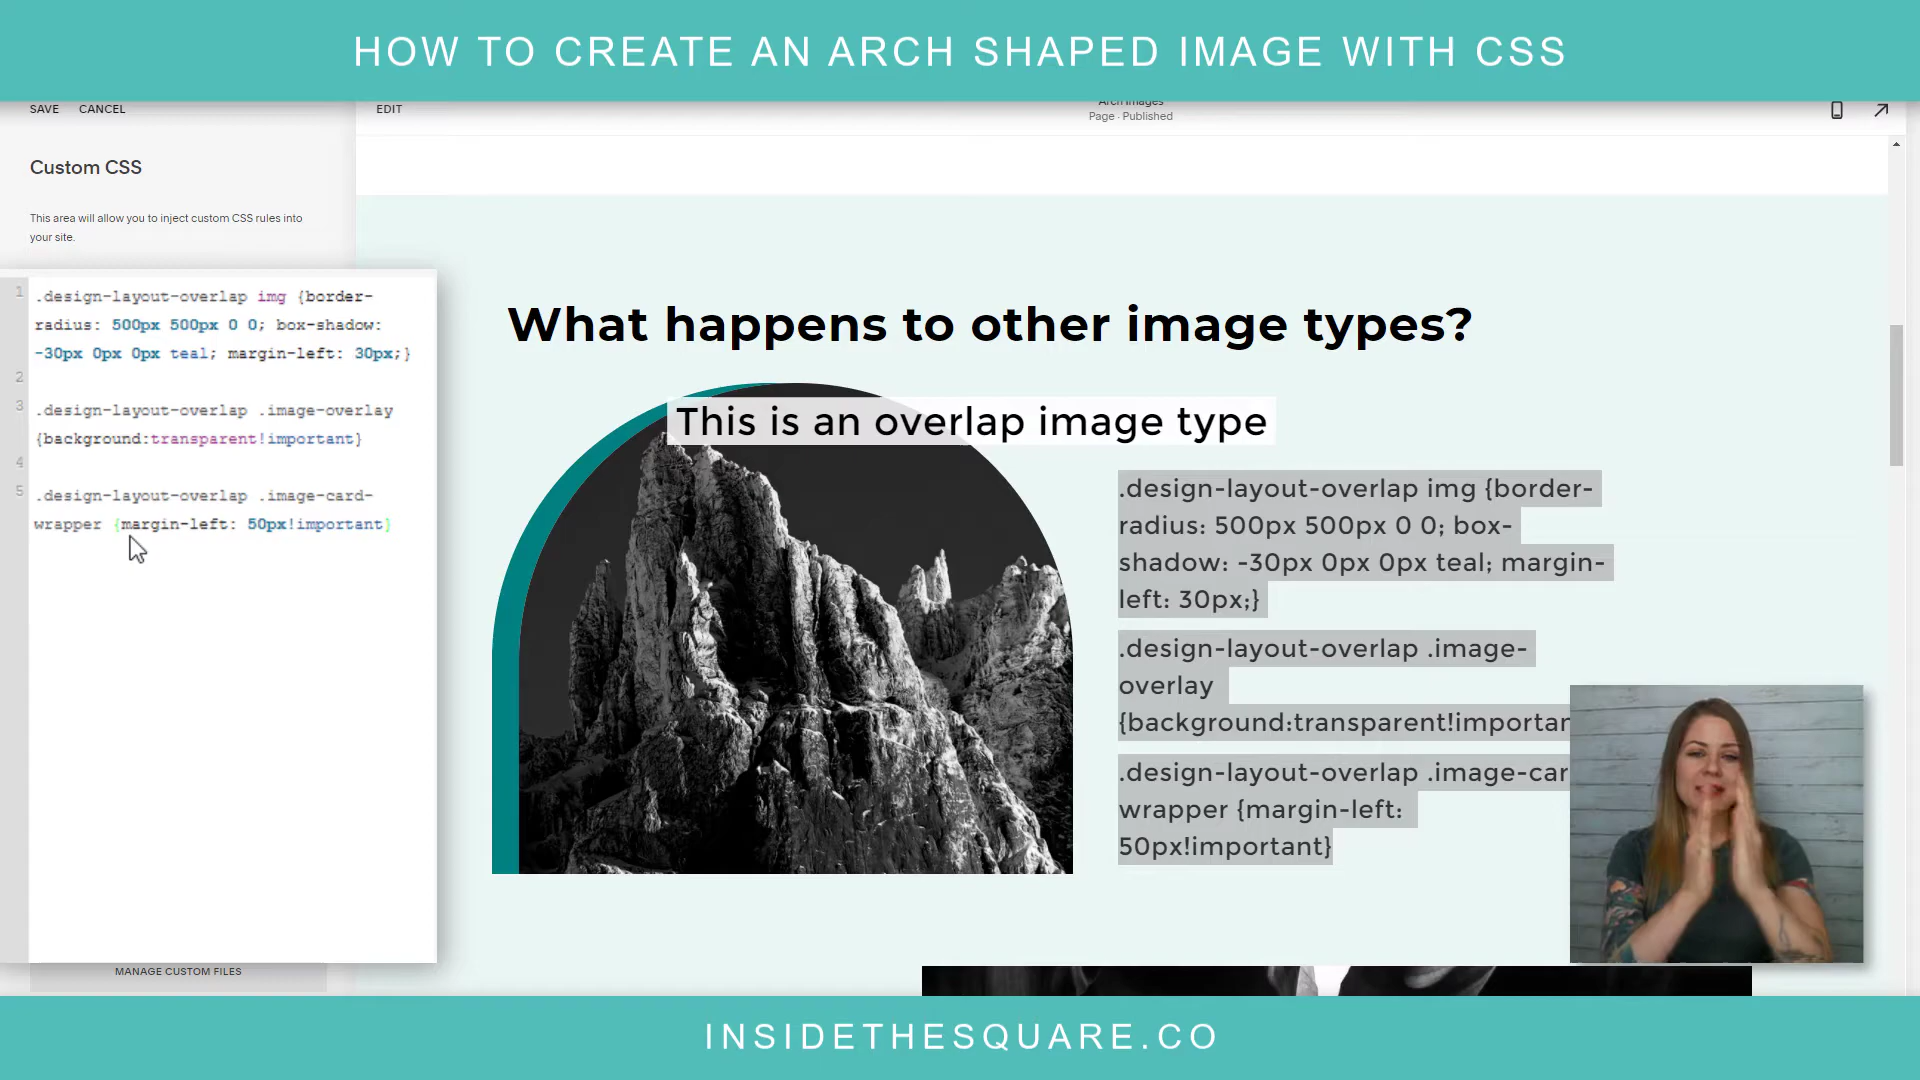 HOW TO CREATE AN ARCH SHAPED IMAGE WITH CSS
SAVE CANCEL
EDIT
Arch Images
Page · Published
Custom CSS
This area will allow you to inject custom CSS rules into
your site.
1 .design-layout-overlap img {border-
radius: 500px 500px 0 0; box-shadow:
-30px 0px 0px teal; margin-left: 30px;}
2
3 .design-layout-overlap .image-overlay
{background:transparent!important}
4
5 .design-layout-overlap .image-card-
wrapper {margin-left: 50px!important}
MANAGE CUSTOM FILES
What happens to other image types?
This is an overlap image type
.design-layout-overlap img {border-
radius: 500px 500px 0 0; box-
shadow: -30px 0px 0px teal; margin-
left: 30px;}
.design-layout-overlap .image-
overlay
{background:transparent!importan
.design-layout-overlap .image-car
wrapper {margin-left:
50px!important}
INSIDETHESQUARE.CO